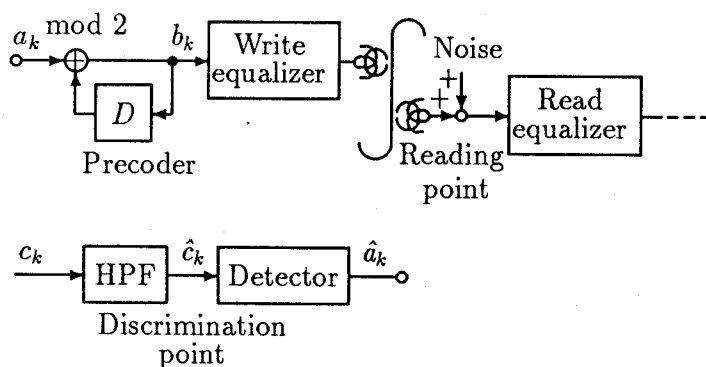 mod 2
a_k
b_k
Write
equalizer
D
Precoder
Noise
+
+
Reading
point
Read
equalizer
c_k
HPF
ĉ_k
Detector
â_k
Discrimination
point